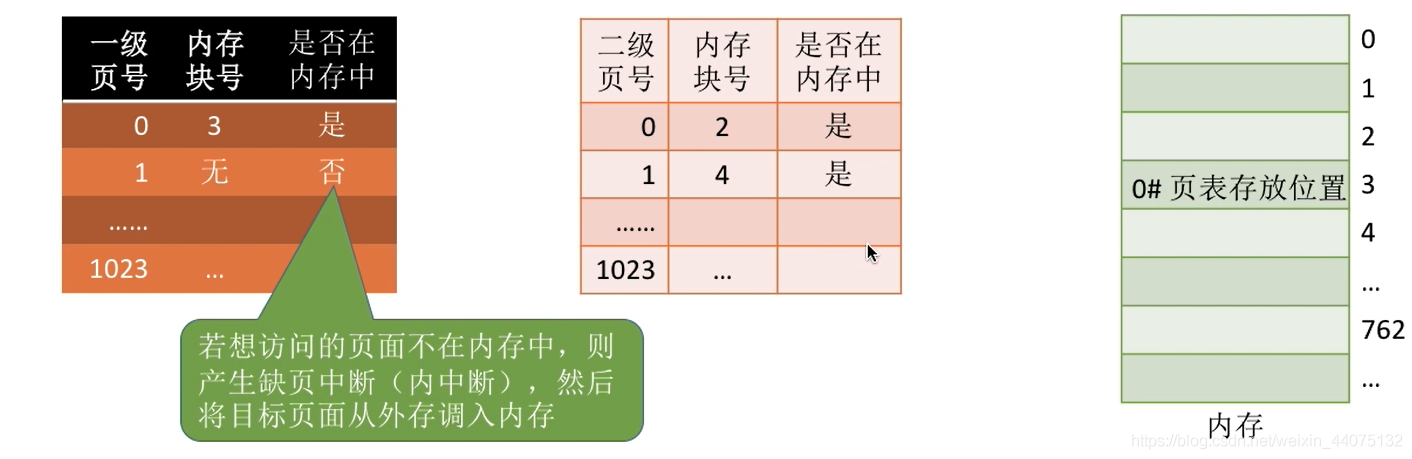 一级页号 内存块号 是否在内存中
0 3 是
1 无 否
……
1023 …
若想访问的页面不在内存中，则
产生缺页中断（内中断），然后
将目标页面从外存调入内存
二级页号 内存块号 是否在内存中
0 2 是
1 4 是
……
1023 …
0
1
2
0# 页表存放位置 3
4
…
762
…
内存
https://blog.csdn.net/weixin_44075132